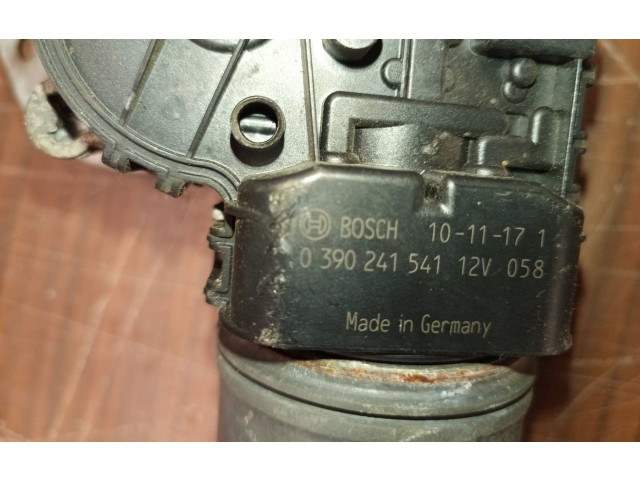 BOSCH 10-11-17 1
0 390 241 541 12V 058
Made in Germany